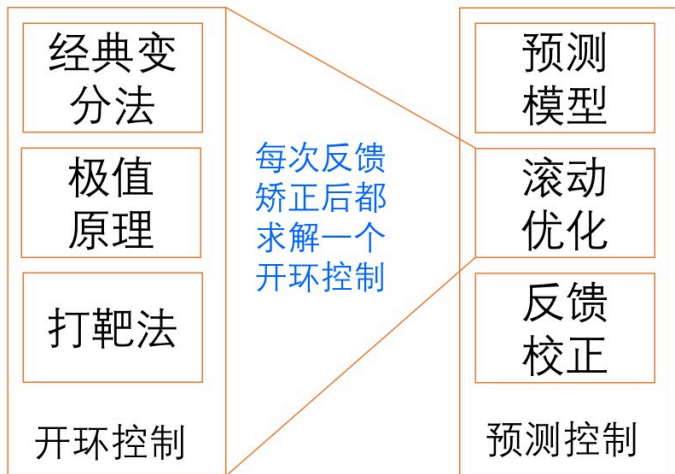 经典变
分法
极值
原理
打靶法
开环控制
每次反馈
矫正后都
求解一个
开环控制
预测
模型
滚动
优化
反馈
校正
预测控制